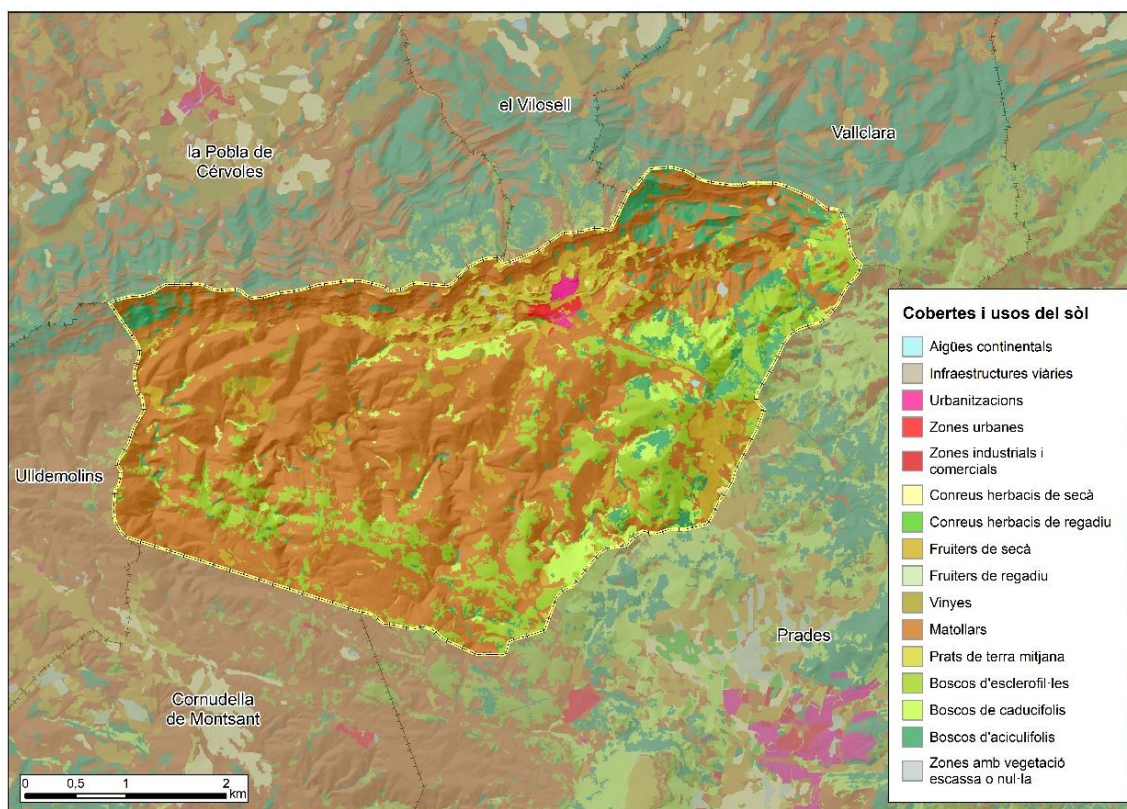 el Vilosell
Vallclara
la Pobla de
Cérvoles
Ulldemolins
Prades
Cornudella
de Montsant
Cobertes i usos del sòl
Aigües continentals
Infraestructures viàries
Urbanitzacions
Zones urbanes
Zones industrials i
comercials
Conreus herbacis de secà
Conreus herbacis de regadiu
Fruiters de secà
Fruiters de regadiu
Vinyes
Matollars
Prats de terra mitjana
Boscos d'esclerofil·les
Boscos de caducifolis
Boscos d'aciculifolis
Zones amb vegetació
escassa o nul·la
0 0,5 1 2
km